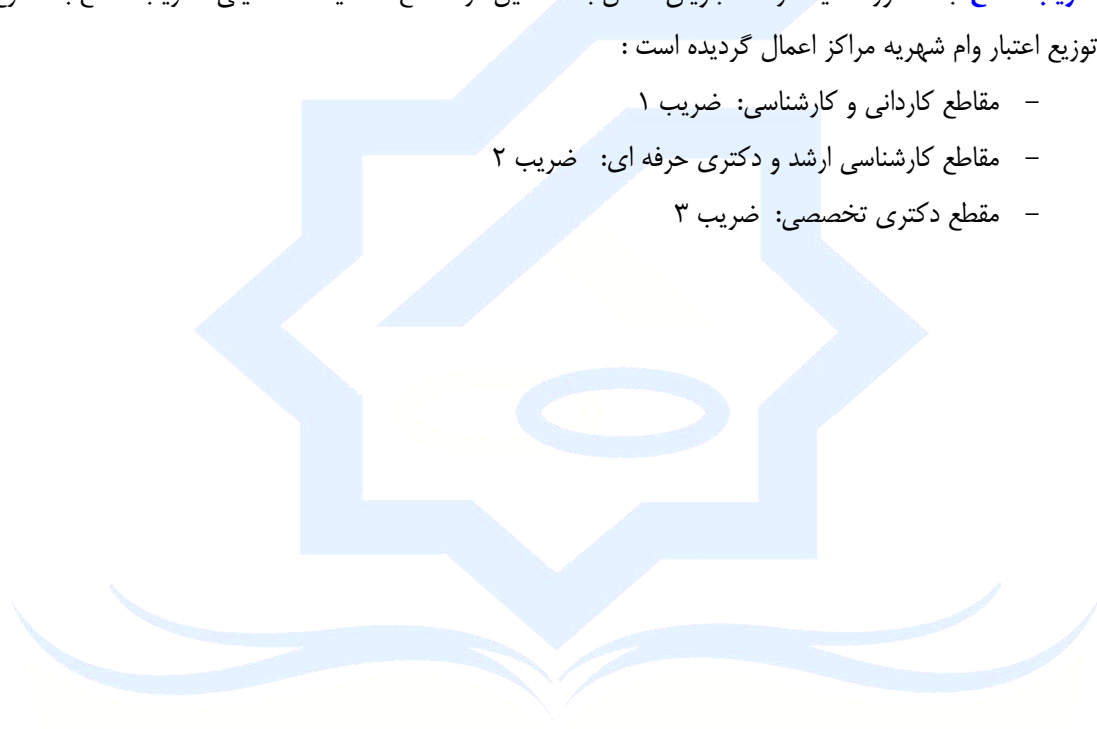 توزیع اعتبار وام شهریه مراکز اعمال گردیده است :
- مقاطع کاردانی و کارشناسی: ضریب ۱
- مقاطع کارشناسی ارشد و دکتری حرفه ای: ضریب ۲
- مقطع دکتری تخصصی: ضریب ۳